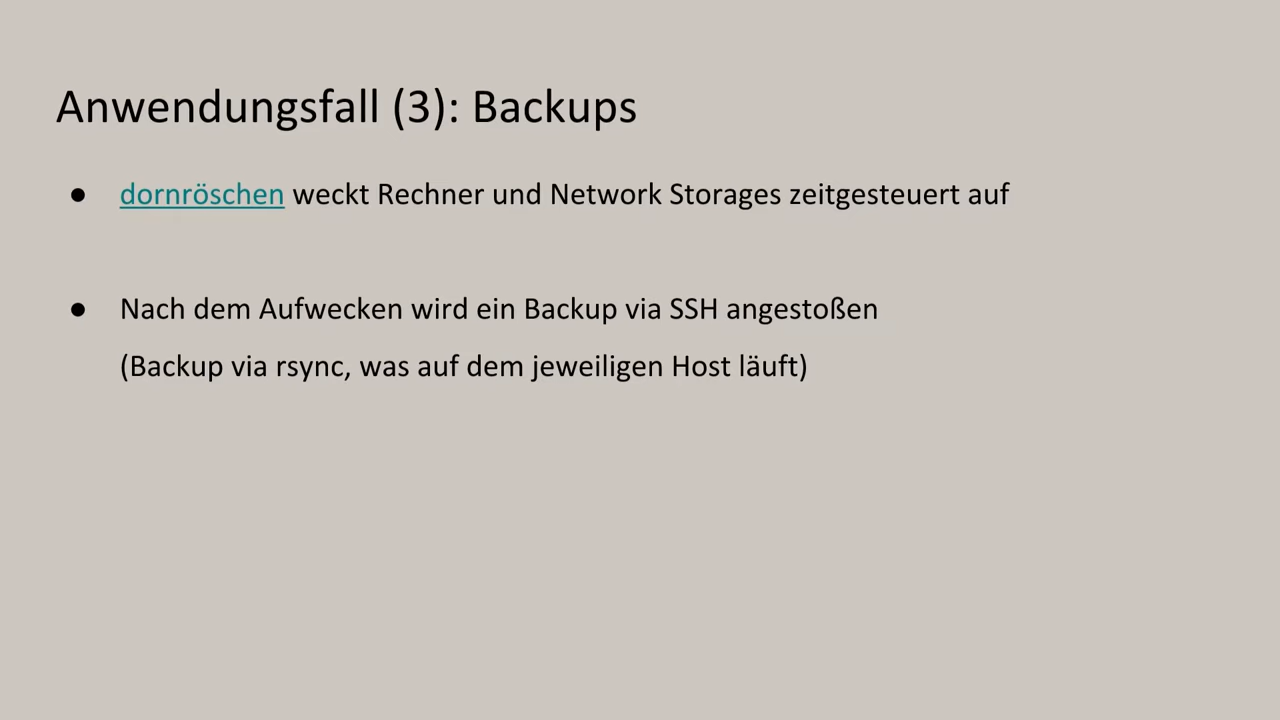 Anwendungsfall (3): Backups
● dornröschen weckt Rechner und Network Storages zeitgesteuert auf
● Nach dem Aufwecken wird ein Backup via SSH angestoßen
(Backup via rsync, was auf dem jeweiligen Host läuft)